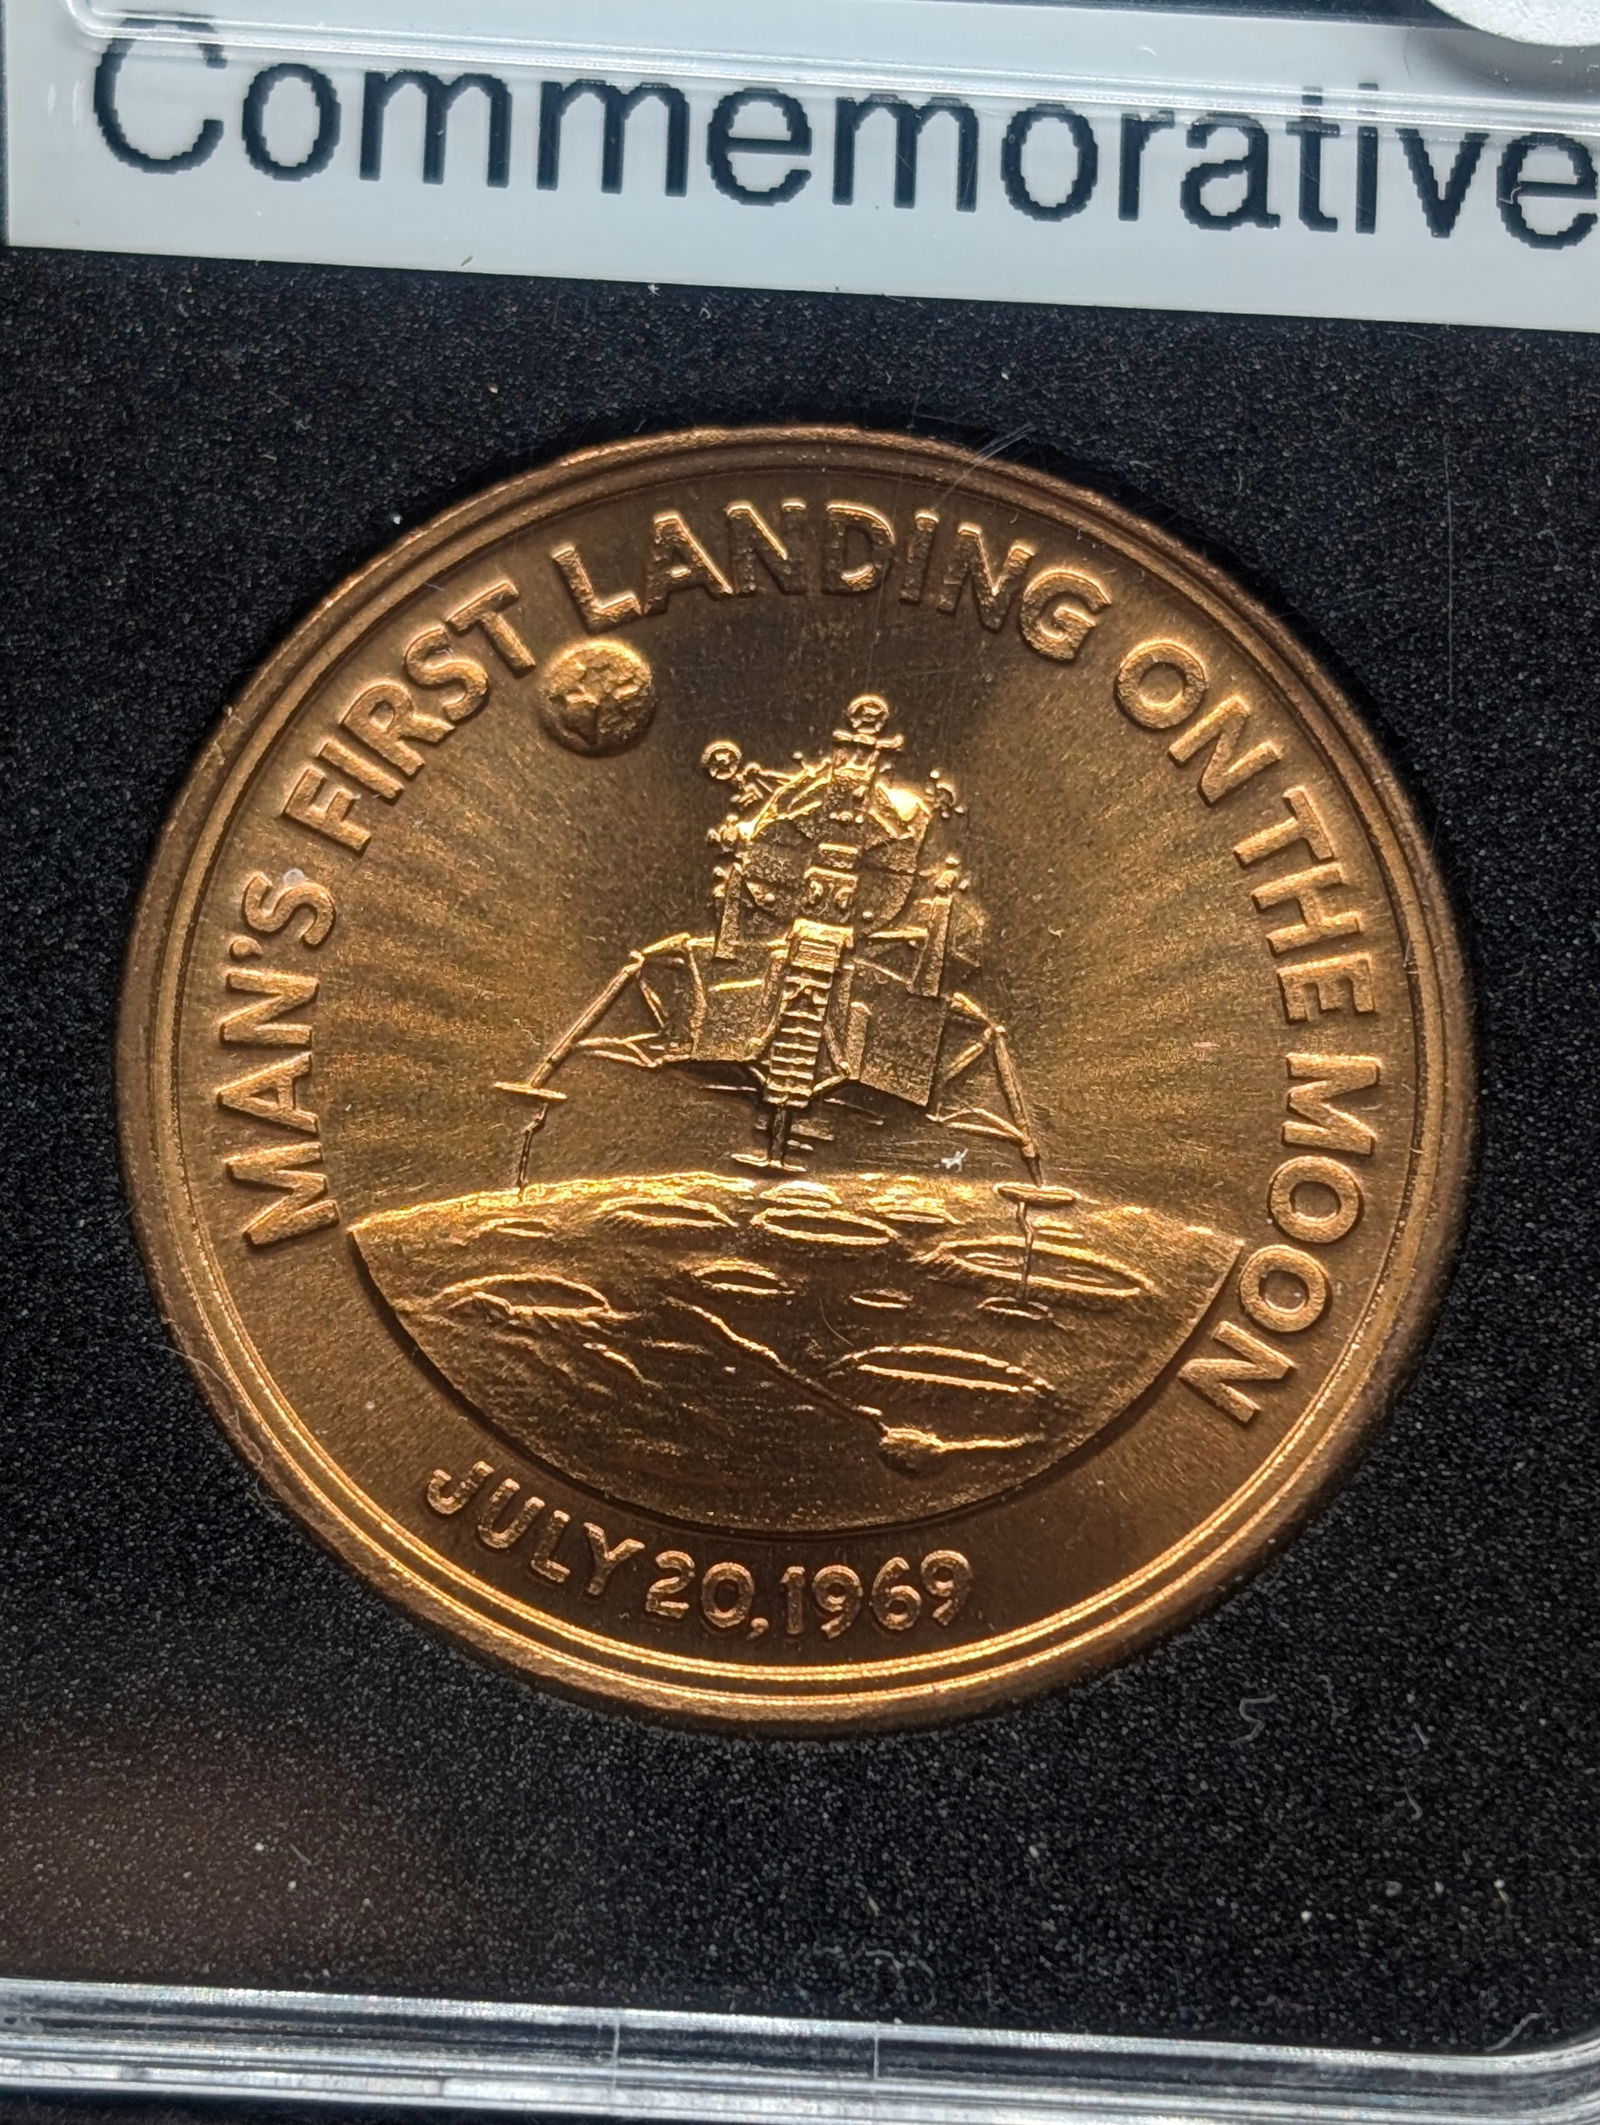 Commemorative
MAN'S FIRST LANDING ON THE MOON
JULY 20, 1969